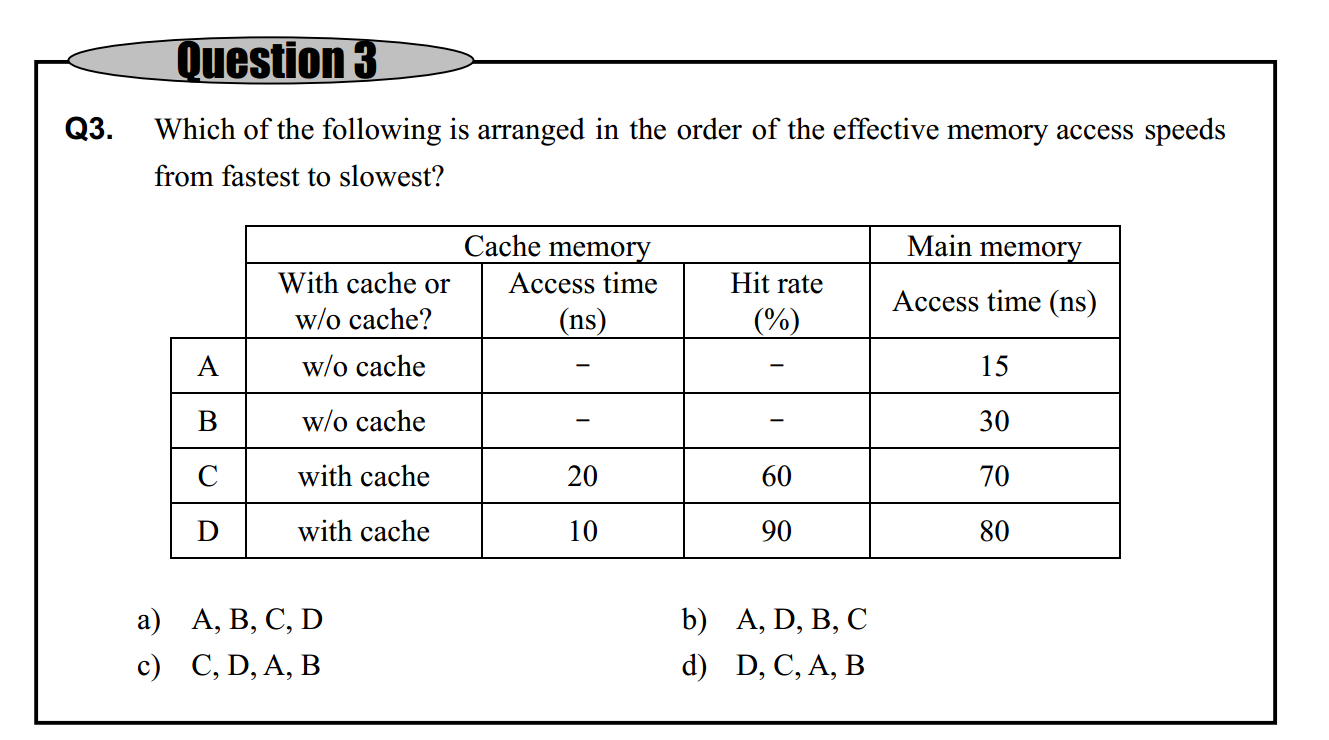 Question 3
Q3. Which of the following is arranged in the order of the effective memory access speeds
from fastest to slowest?
Cache memory Main memory
With cache or w/o cache? Access time (ns) Hit rate (%) Access time (ns)
A w/o cache – – 15
B w/o cache – – 30
C with cache 20 60 70
D with cache 10 90 80
a) A, B, C, D b) A, D, B, C
c) C, D, A, B d) D, C, A, B